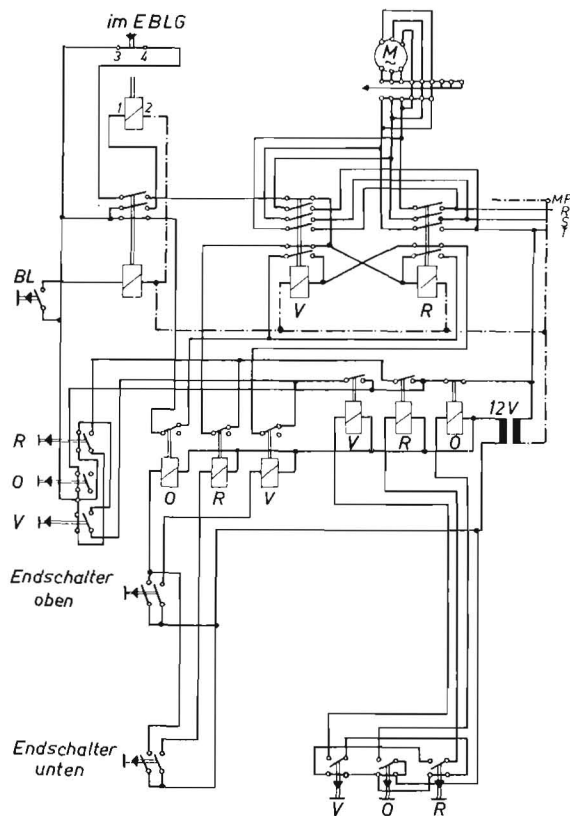 im EBLG
3 4
M
~
1 2
MP
R
S
T
BL
V R
12V
V R O
R
O
V
O R V
Endschalter
oben
Endschalter
unten
V O R